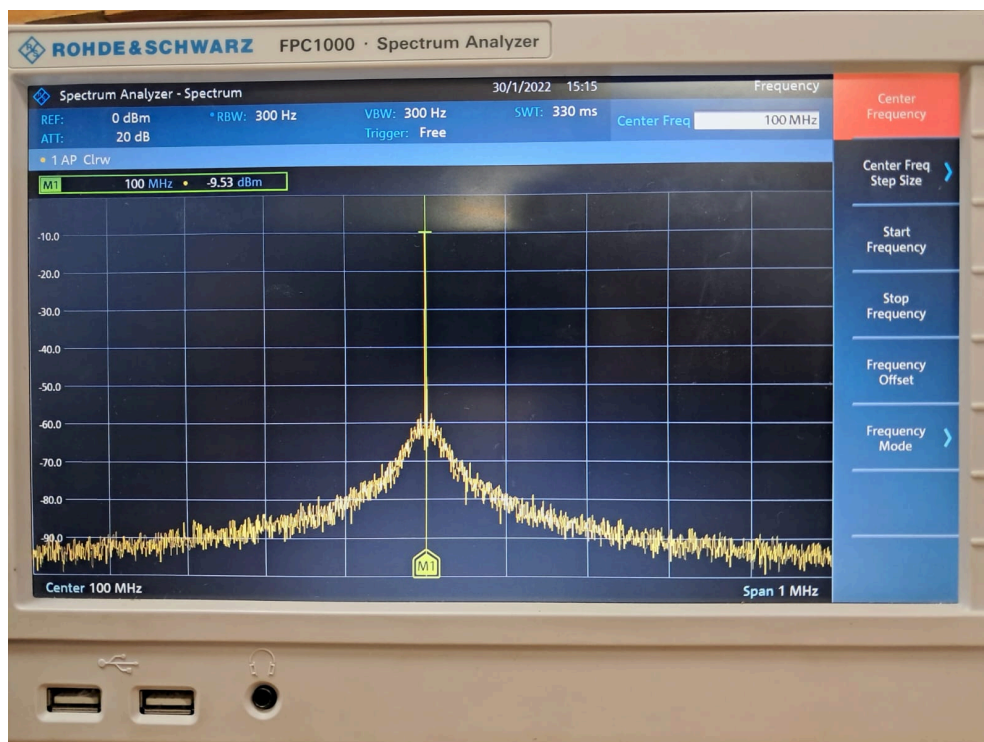 R&S ROHDE&SCHWARZ FPC1000 · Spectrum Analyzer
Spectrum Analyzer - Spectrum 30/1/2022 15:15 Frequency
REF: 0 dBm * RBW: 300 Hz VBW: 300 Hz SWT: 330 ms
ATT: 20 dB Trigger: Free
Center Freq 100 MHz
1 AP Clrw
M1 100 MHz -9.53 dBm
-10.0
-20.0
-30.0
-40.0
-50.0
-60.0
-70.0
-80.0
-90.0
M1
Center 100 MHz Span 1 MHz
Center
Frequency
Center Freq
Step Size
Start
Frequency
Stop
Frequency
Frequency
Offset
Frequency
Mode